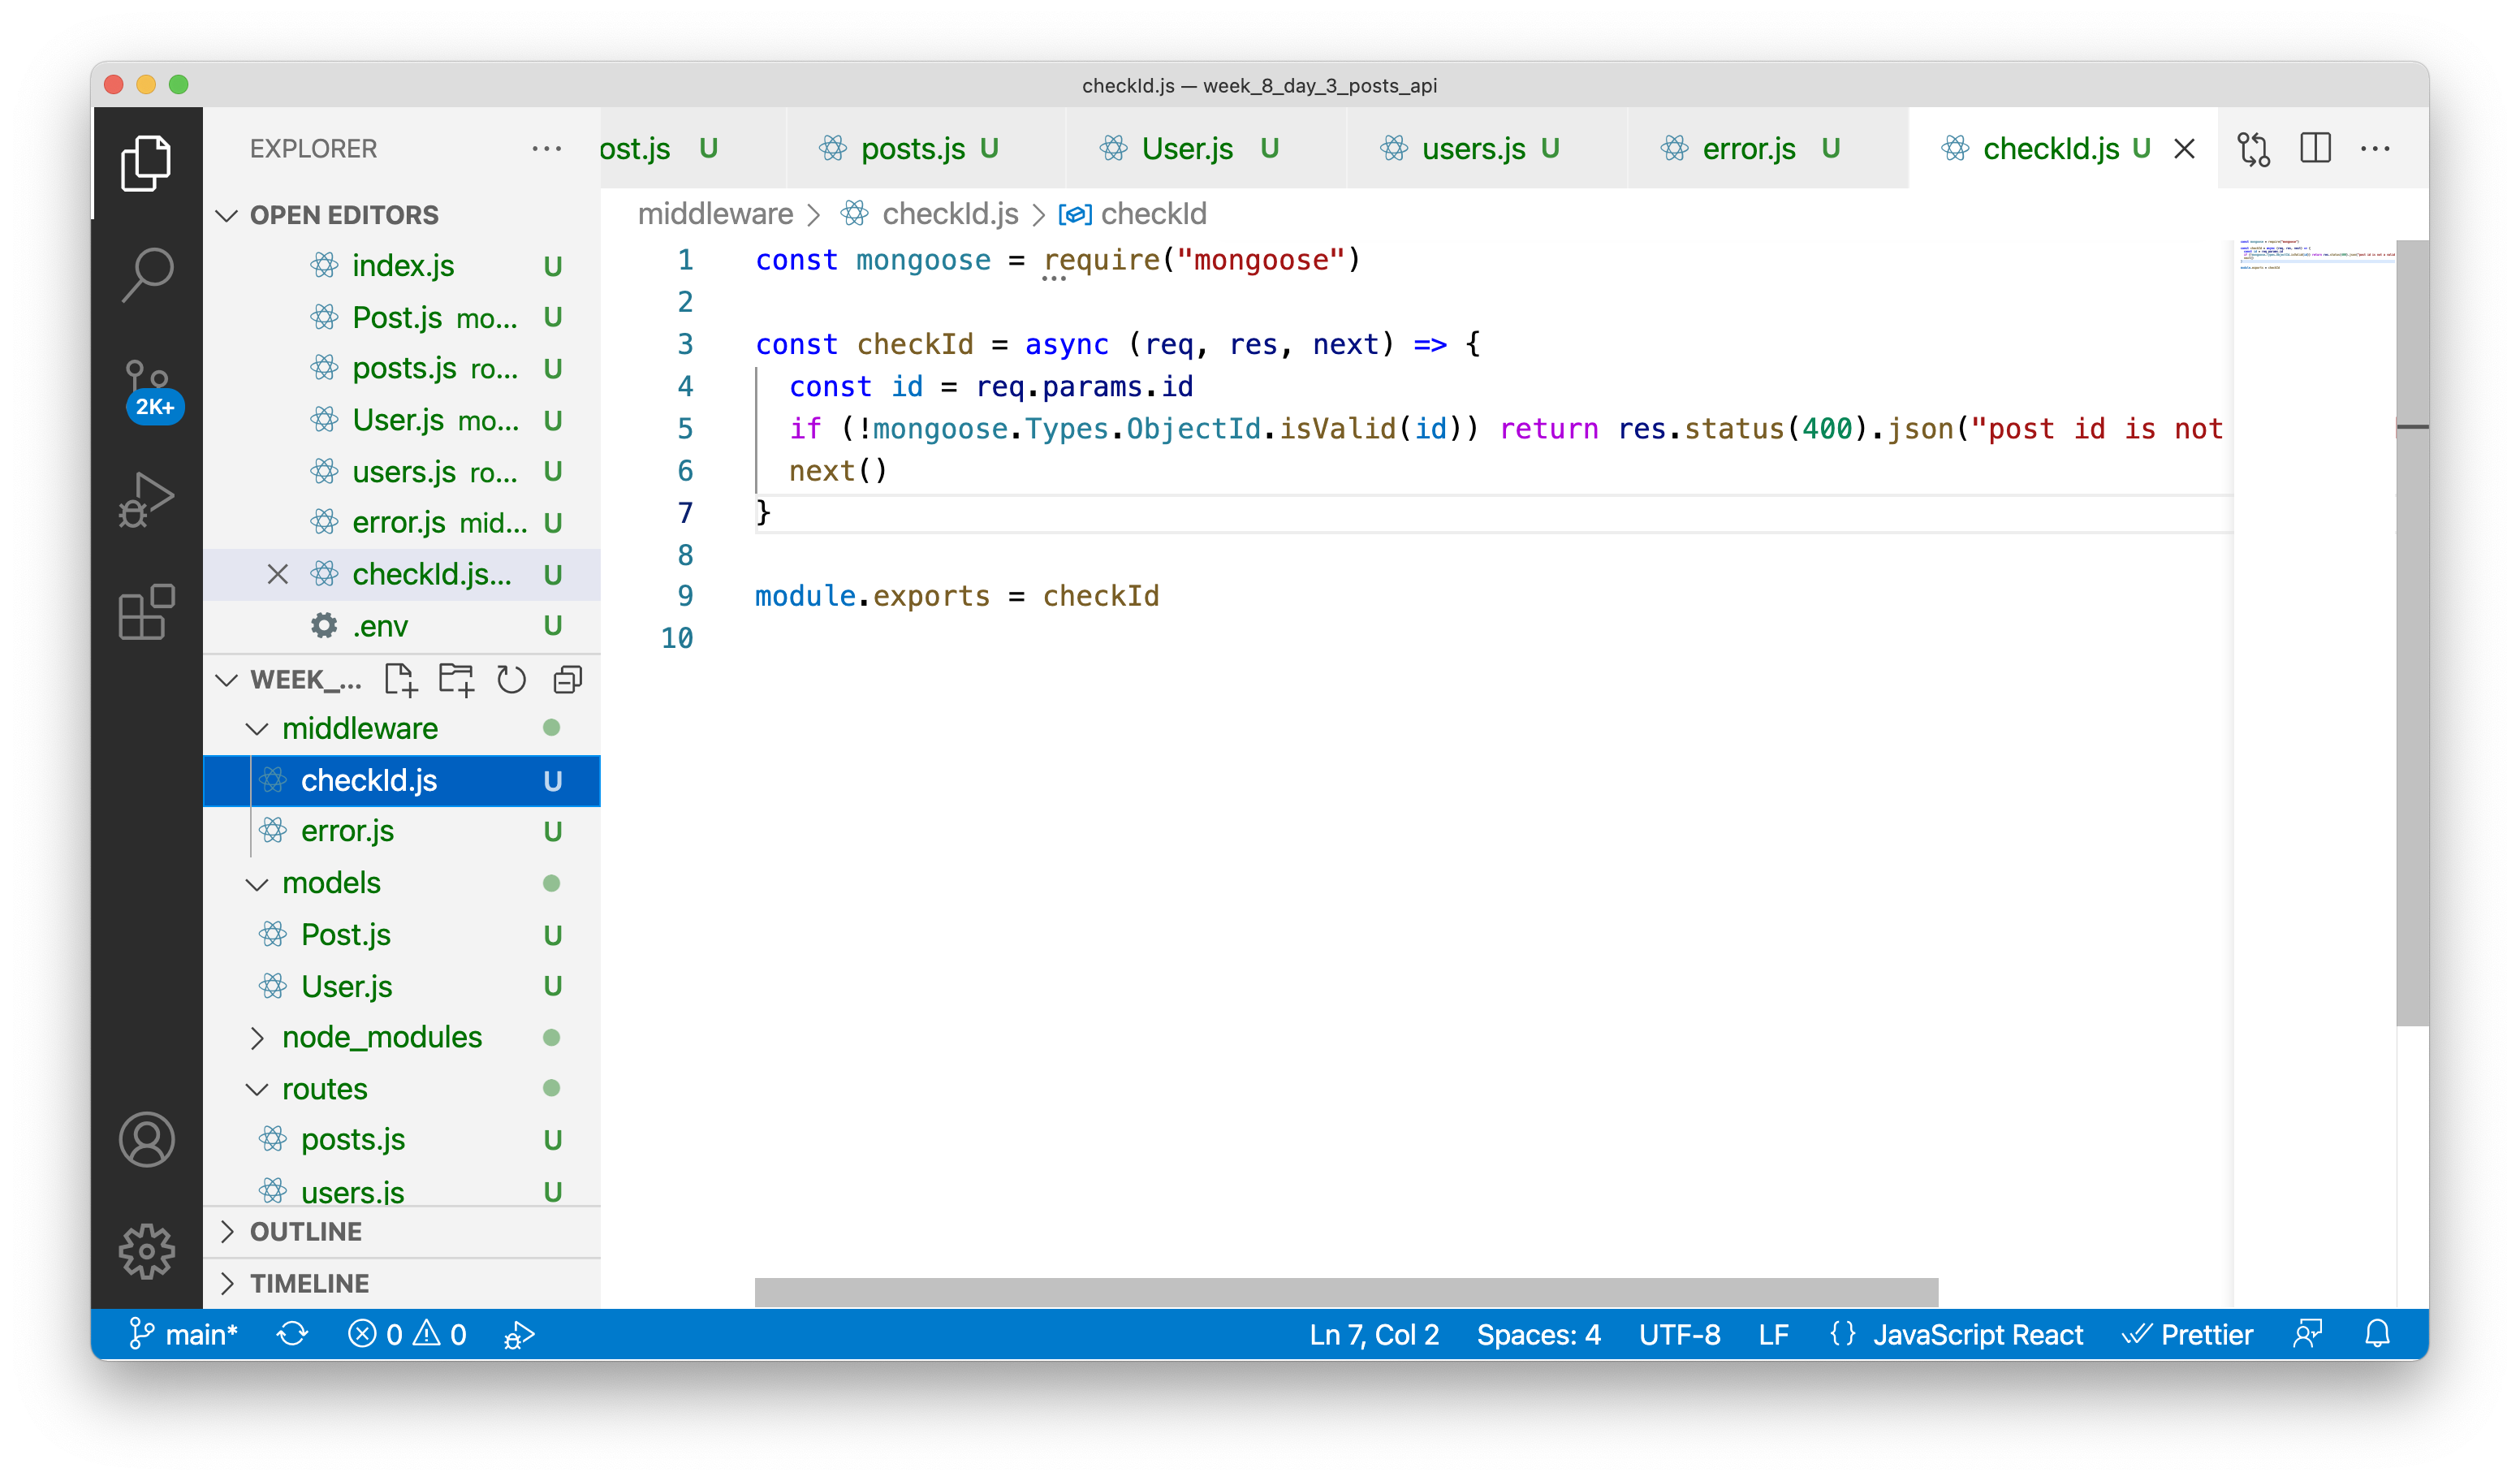 checkId.js — week_8_day_3_posts_api
EXPLORER
ost.js U
posts.js U
User.js U
users.js U
error.js U
checkId.js U
OPEN EDITORS
index.js U
Post.js mo... U
posts.js ro... U
User.js mo... U
users.js ro... U
error.js mid... U
checkId.js... U
.env U
2K+
WEEK_...
middleware
checkId.js U
error.js U
models
Post.js U
User.js U
node_modules
routes
posts.js U
users.js U
OUTLINE
TIMELINE
middleware > checkId.js > checkId
1 const mongoose = require("mongoose")
2
3 const checkId = async (req, res, next) => {
4 const id = req.params.id
5 if (!mongoose.Types.ObjectId.isValid(id)) return res.status(400).json("post id is not
6 next()
7 }
8
9 module.exports = checkId
10
main* 0 0
Ln 7, Col 2 Spaces: 4 UTF-8 LF {} JavaScript React Prettier